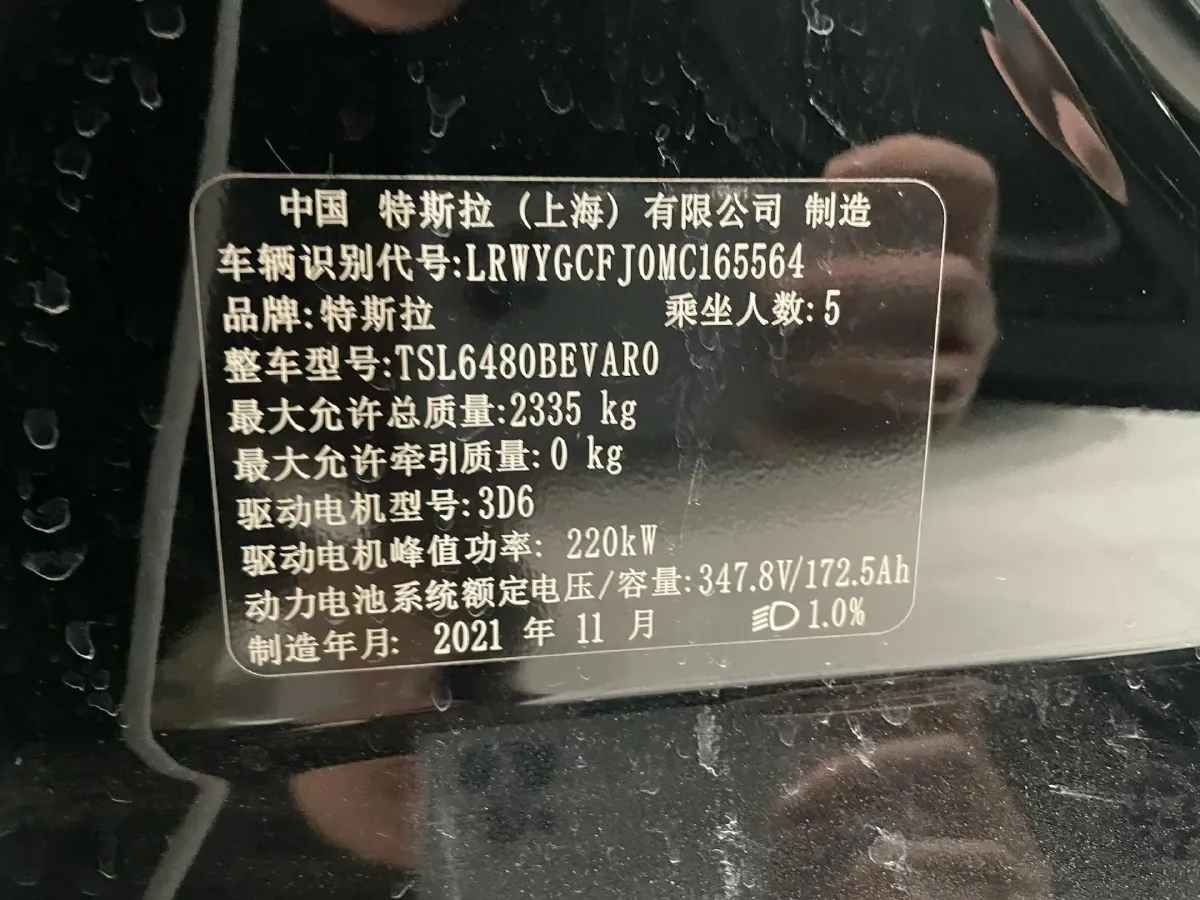 中国 特斯拉（上海）有限公司 制造
车辆识别代号:LRWYGCFJ0MC165564
品牌:特斯拉 乘坐人数:5
整车型号:TSL6480BEVAR0
最大允许总质量:2335 kg
最大允许牵引质量:0 kg
驱动电机型号:3D6
驱动电机峰值功率: 220kW
动力电池系统额定电压/容量:347.8V/172.5Ah
制造年月: 2021 年 11 月 1.0%